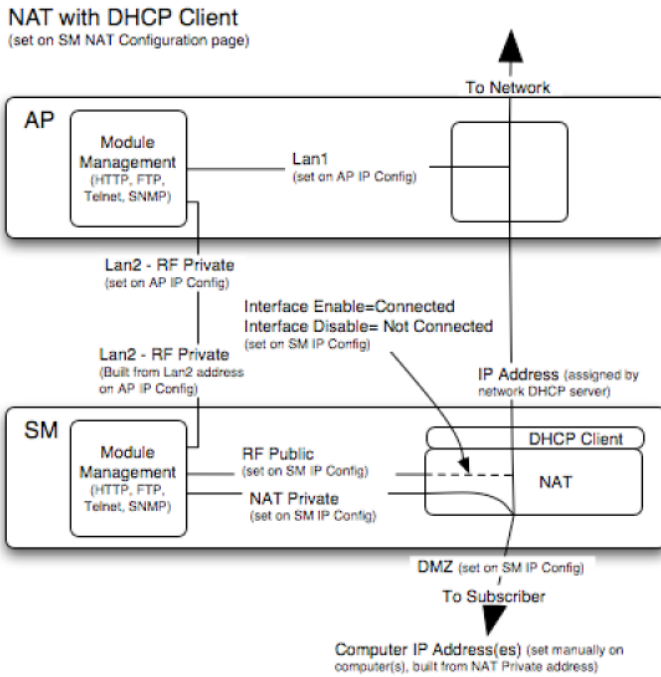 NAT with DHCP Client
(set on SM NAT Configuration page)
To Network
AP
Module
Management
(HTTP, FTP,
Telnet, SNMP)
Lan1
(set on AP IP Config)
Lan2 - RF Private
(set on AP IP Config)
Interface Enable=Connected
Interface Disable= Not Connected
(set on SM IP Config)
Lan2 - RF Private
(Built from Lan2 address
on AP IP Config)
IP Address (assigned by
network DHCP server)
SM
Module
Management
(HTTP, FTP,
Telnet, SNMP)
RF Public
(set on SM IP Config)
NAT Private
(set on SM IP Config)
DHCP Client
NAT
DMZ (set on SM IP Config)
To Subscriber
Computer IP Address(es) (set manually on
computer(s), built from NAT Private address)